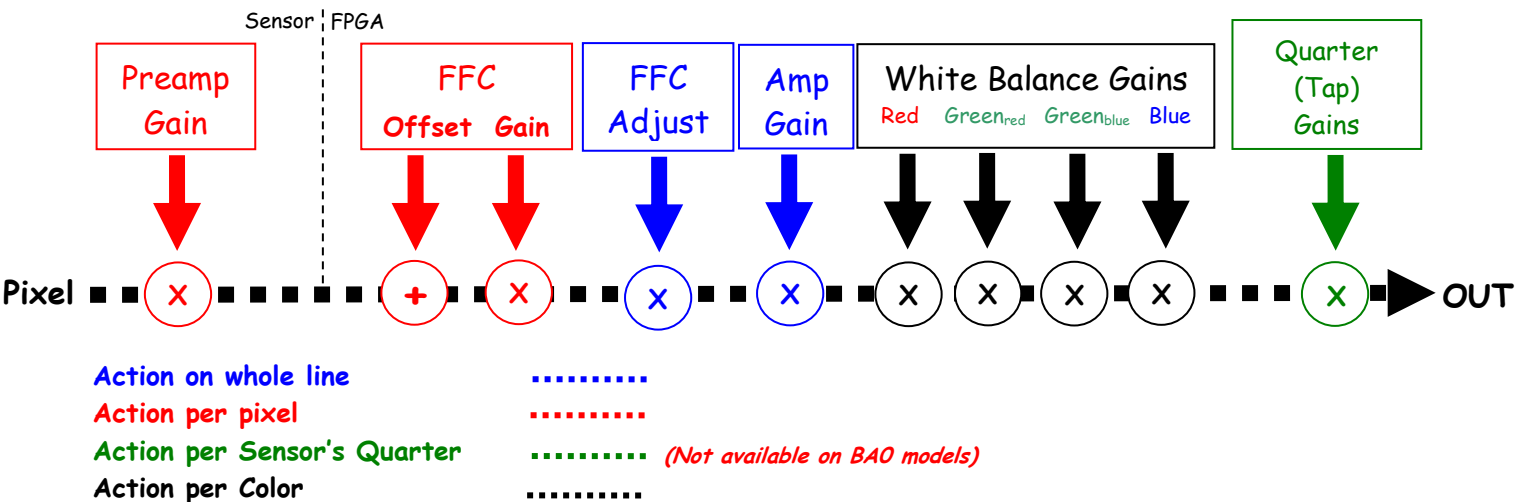 Sensor FPGA
Preamp
Gain
FFC
Offset Gain
FFC
Adjust
Amp
Gain
White Balance Gains
Red Greenred Greenblue Blue
Quarter
(Tap)
Gains
Pixel X + X X X X X X X X OUT
Action on whole line
Action per pixel
Action per Sensor's Quarter (Not available on BA0 models)
Action per Color